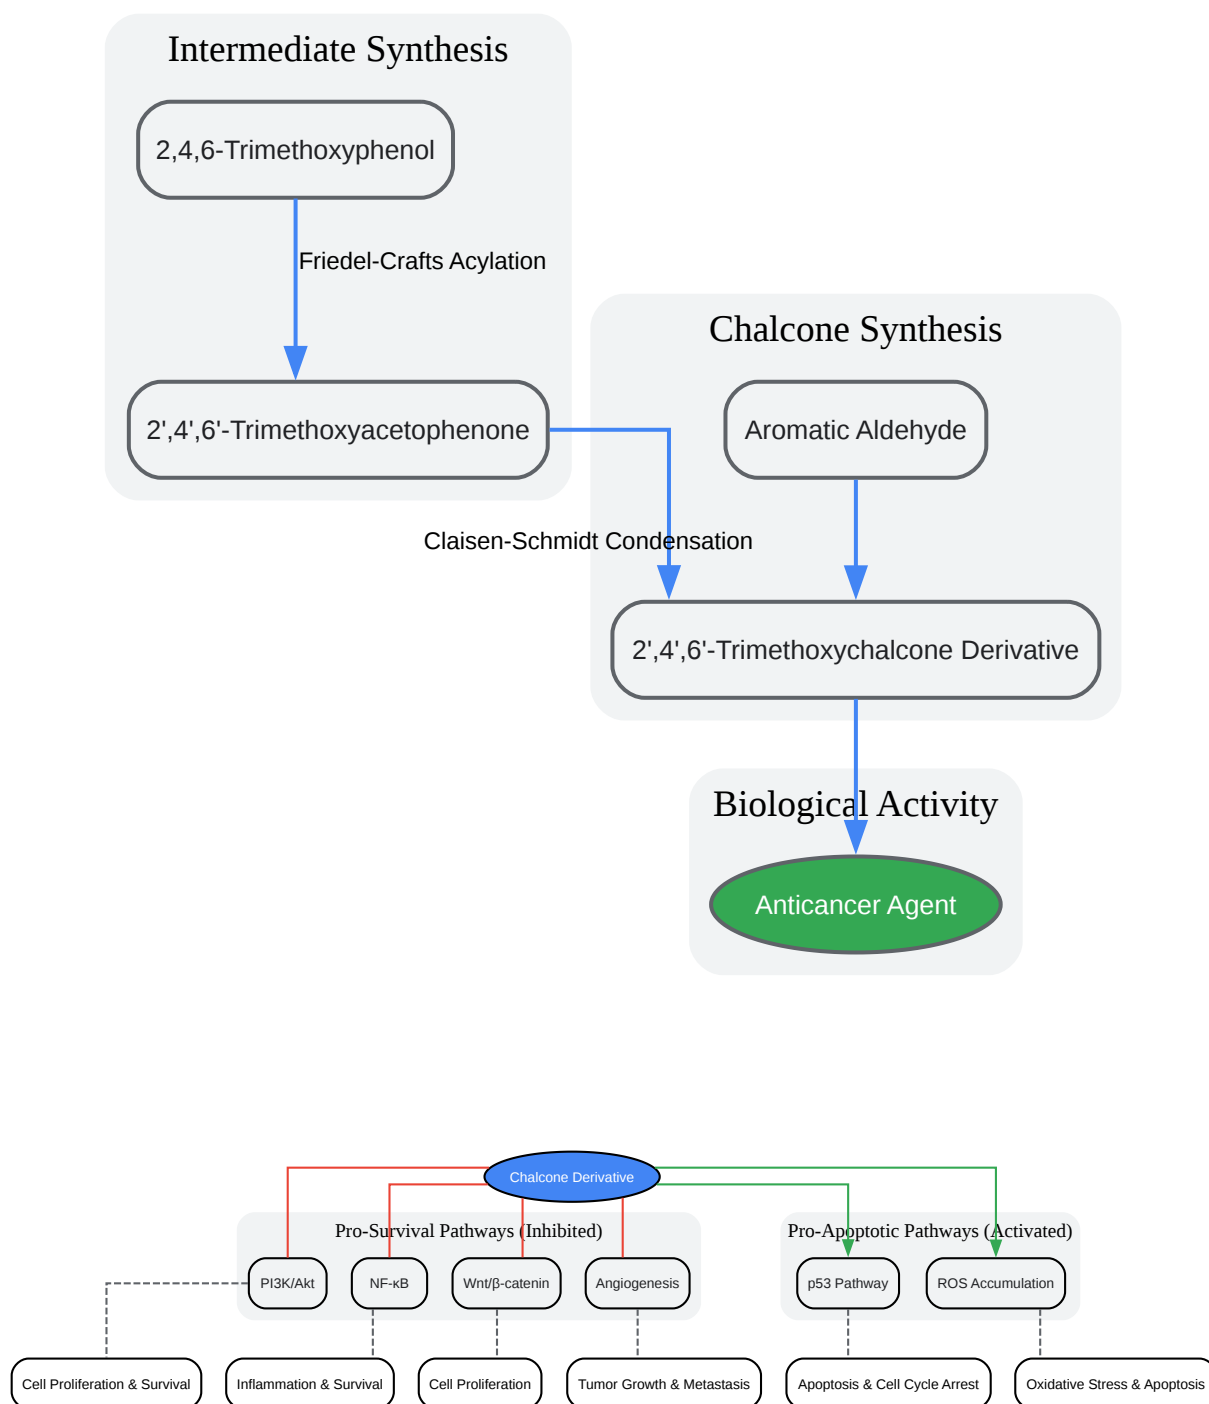 Intermediate Synthesis
2,4,6-Trimethoxyphenol
Friedel-Crafts Acylation
2',4',6'-Trimethoxyacetophenone
Chalcone Synthesis
Aromatic Aldehyde
Claisen-Schmidt Condensation
2',4',6'-Trimethoxychalcone Derivative
Biological Activity
Anticancer Agent
Chalcone Derivative
Pro-Survival Pathways (Inhibited)
Pro-Apoptotic Pathways (Activated)
PI3K/Akt
NF-κB
Wnt/β-catenin
Angiogenesis
p53 Pathway
ROS Accumulation
Cell Proliferation & Survival
Inflammation & Survival
Cell Proliferation
Tumor Growth & Metastasis
Apoptosis & Cell Cycle Arrest
Oxidative Stress & Apoptosis